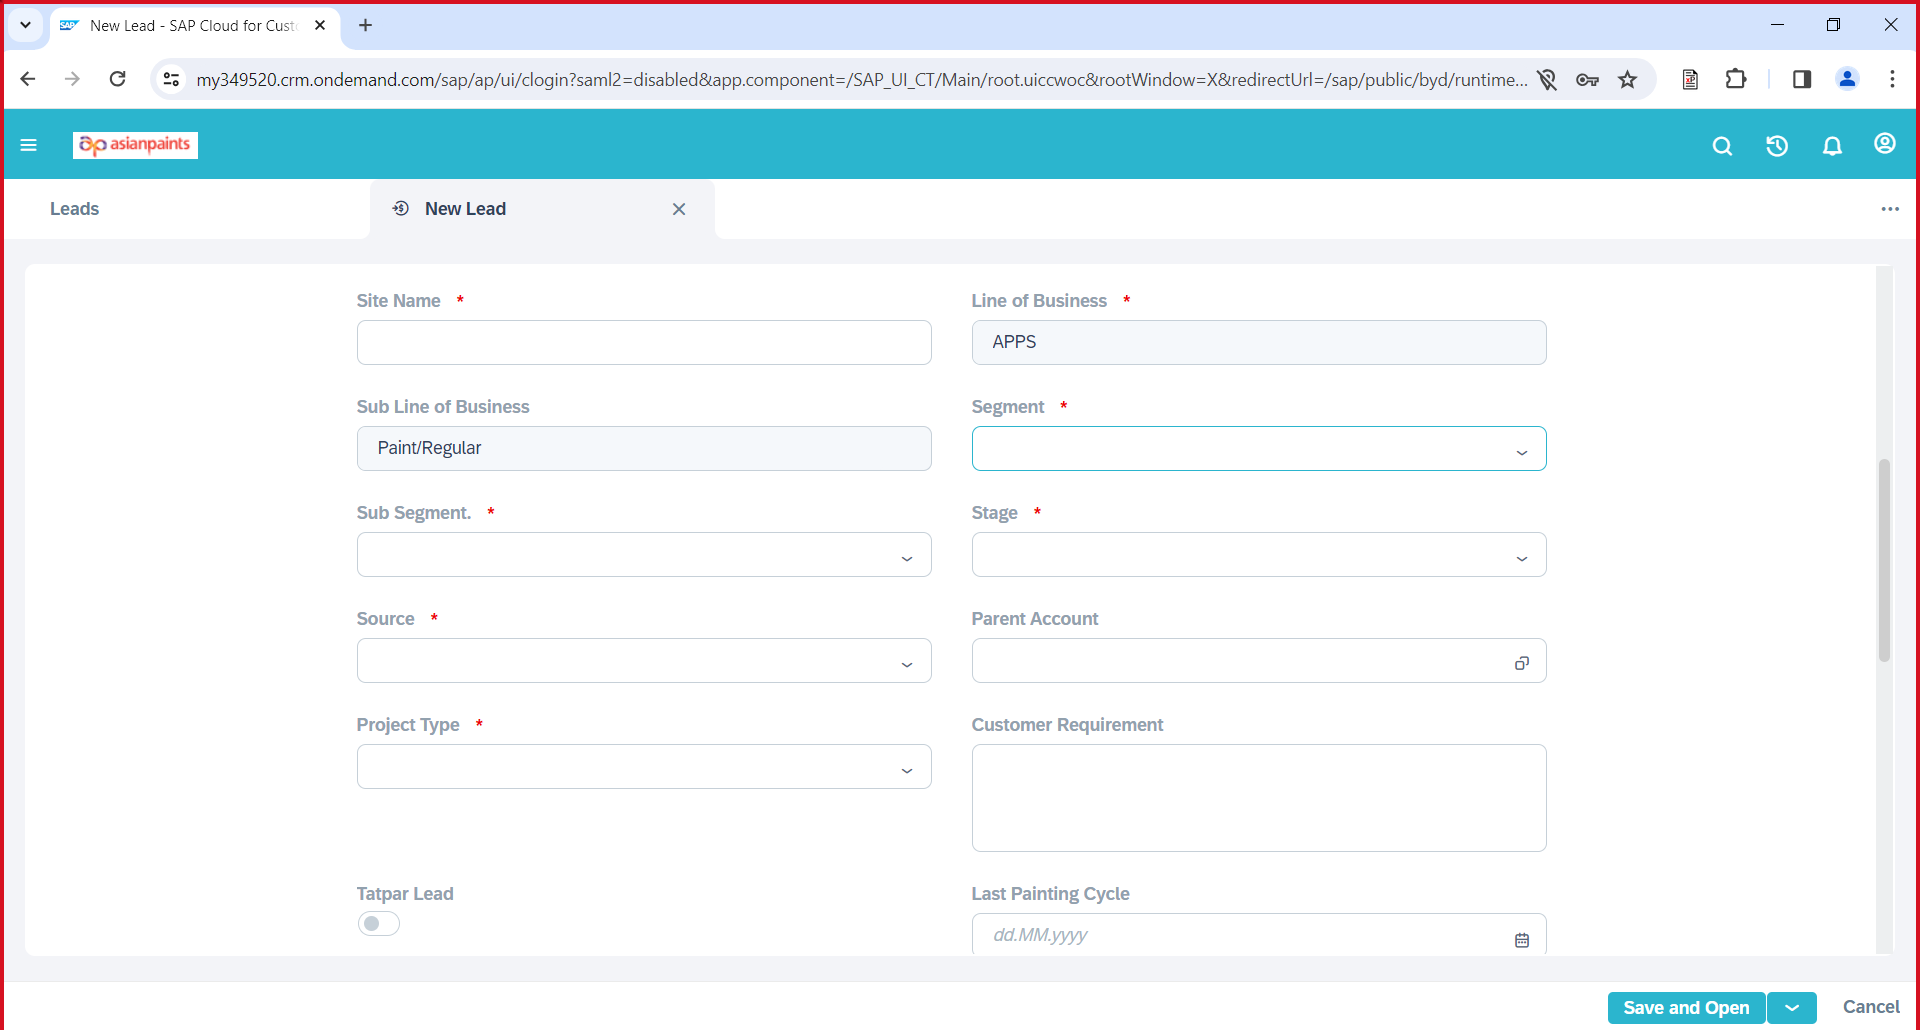 New Lead - SAP Cloud for Cust
my349520.crm.ondemand.com/sap/ap/ui/clogin?saml2=disabled&app.component=/SAP_UI_CT/Main/root.uiccwoc&rootWindow=X&redirectUrl=/sap/public/byd/runtime...
asianpaints
Leads
New Lead
Site Name *
Line of Business *
APPS
Sub Line of Business
Segment *
Paint/Regular
Sub Segment. *
Stage *
Source *
Parent Account
Project Type *
Customer Requirement
Tatpar Lead
Last Painting Cycle
dd.MM.yyyy
Save and Open
Cancel